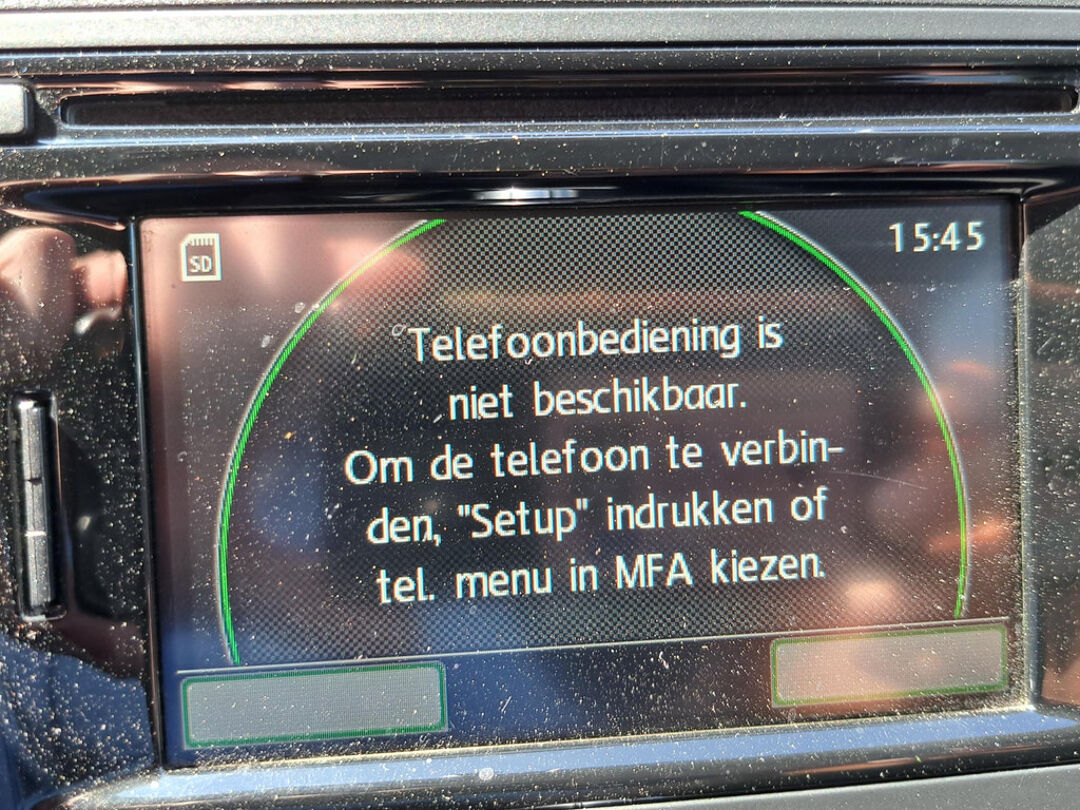 SD
15:45
Telefoonbediening is
niet beschikbaar.
Om de telefoon te verbin-
den, "Setup" indrukken of
tel. menu in MFA kiezen.